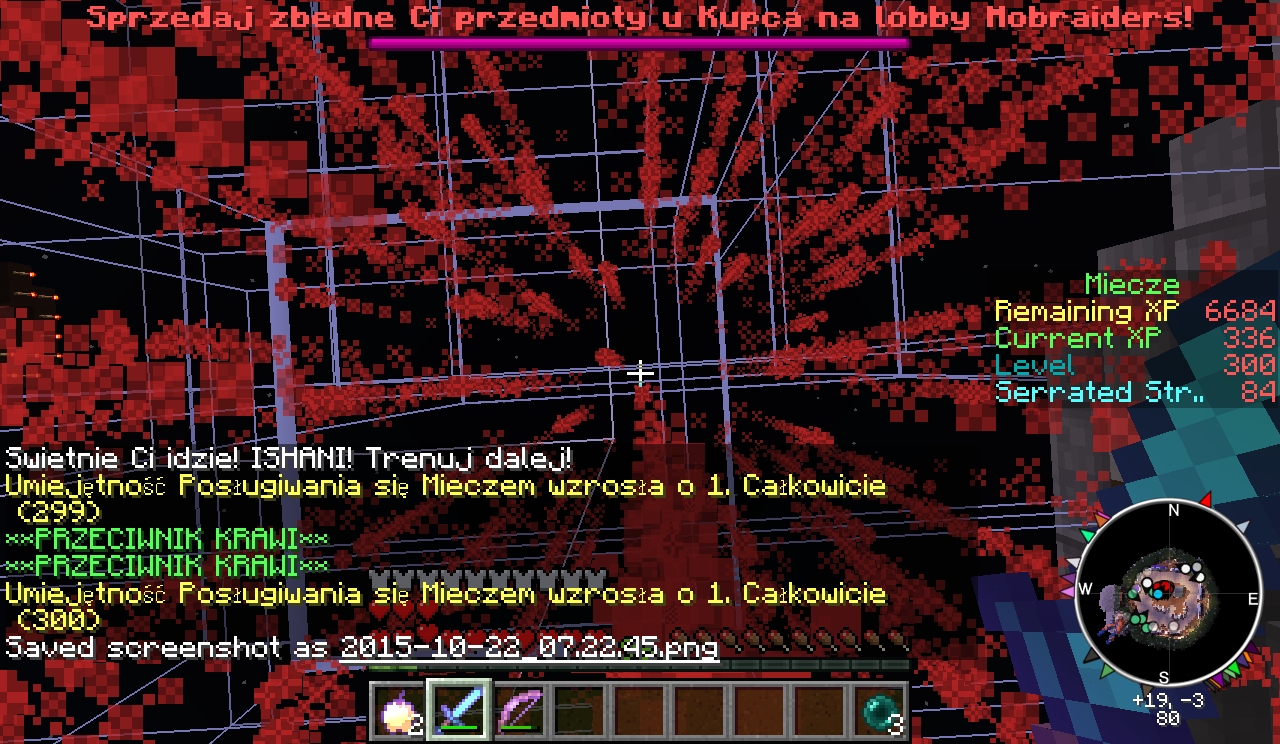 Sprzedaj zbedne Ci przedmioty u Kupca na lobby Mobraiders!
Miecze
Remaining XP 6684
Current XP 336
Level 300
Serrated Str.. 84
Swietnie Ci idzie! ISHANI! Trenuj dalej!
Umiejętność Posługiwania się Mieczem wzrosła o 1. Całkowicie
(299)
**PRZECIWNIK KRAWI**
**PRZECIWNIK KRAWI**
Umiejętność Posługiwania się Mieczem wzrosła o 1. Całkowicie
(300)
Saved screenshot as 2015-10-22_07.22.45.png
N
W
E
S
+19, -3
80
2
3